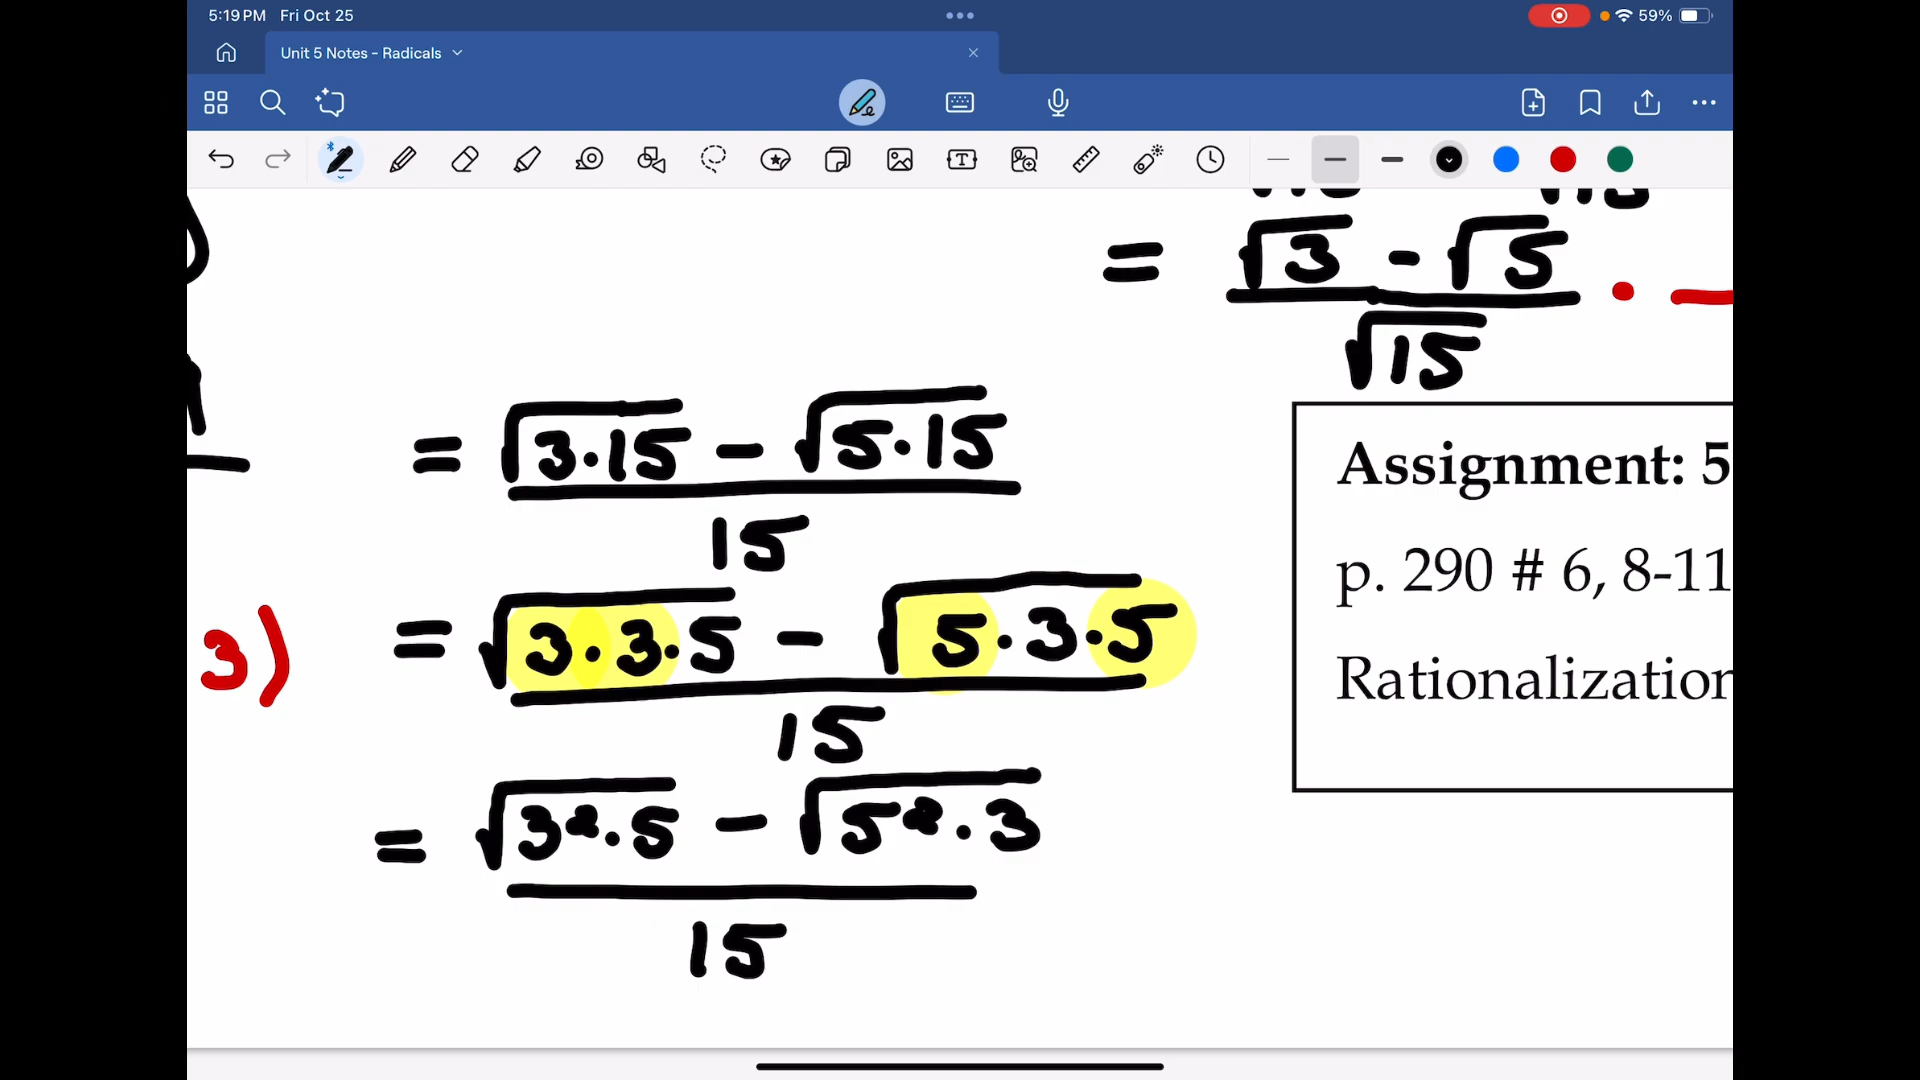 5:19 PM Fri Oct 25
59%
Unit 5 Notes - Radicals
= √3 - √5 / √15 ·
= √3·15 - √5·15 / 15
3)
= √3·3·5 - √5·3·5 / 15
= √3²·5 - √5²·3 / 15
Assignment: 5
p. 290 # 6, 8-11
Rationalization